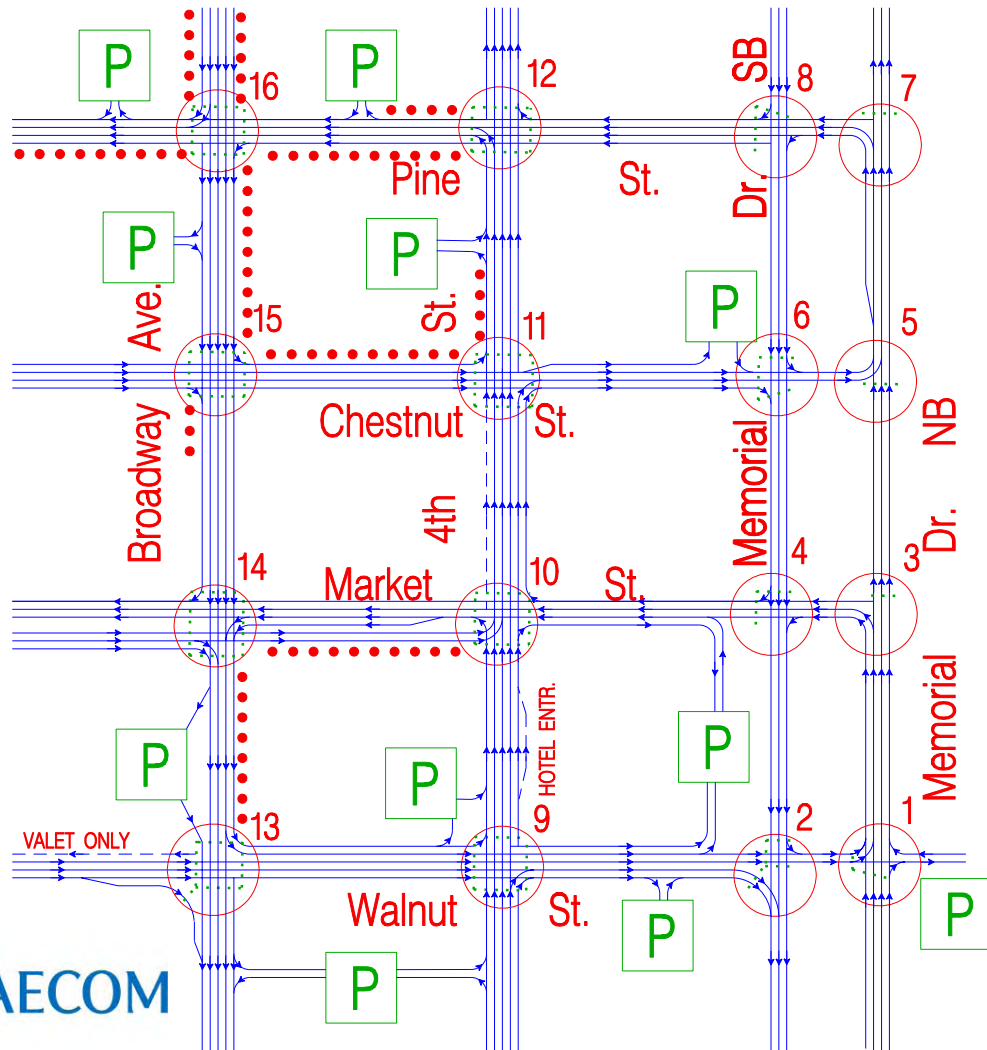 P
P
16
12
SB
8
7
Pine
St.
Dr.
P
P
Ave.
St.
P
15
11
6
5
Chestnut
St.
Broadway
4th
Memorial
NB
Dr.
14
Market
10
St.
4
3
Memorial
P
P
P
HOTEL ENTR.
VALET ONLY
13
9
2
1
Walnut
St.
P
P
P
AECOM